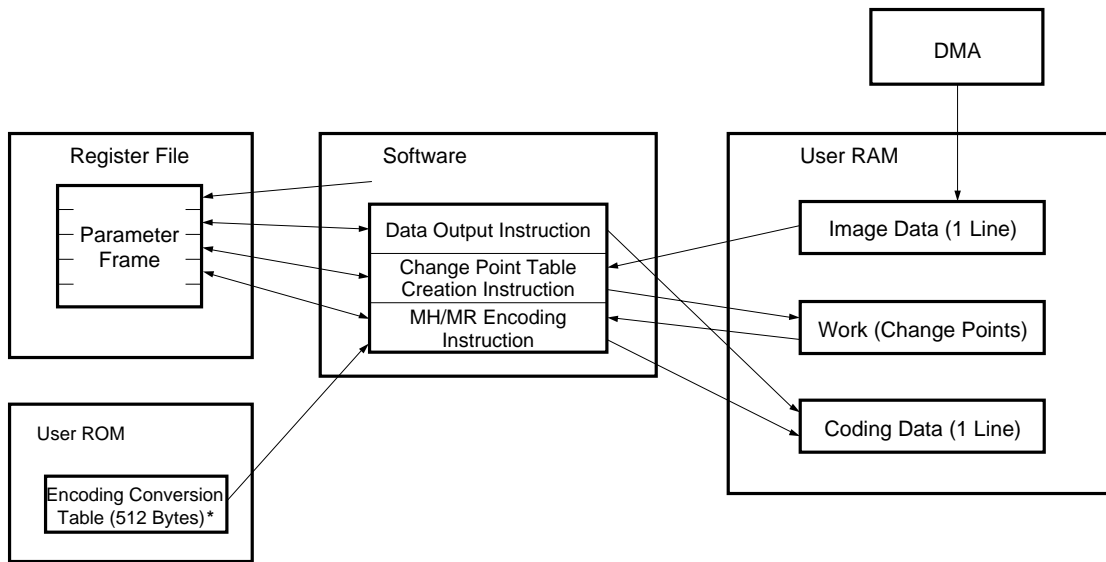 DMA
Register File
Parameter
Frame
Software
Data Output Instruction
Change Point Table
Creation Instruction
MH/MR Encoding
Instruction
User RAM
Image Data (1 Line)
Work (Change Points)
Coding Data (1 Line)
User ROM
Encoding Conversion
Table (512 Bytes)*